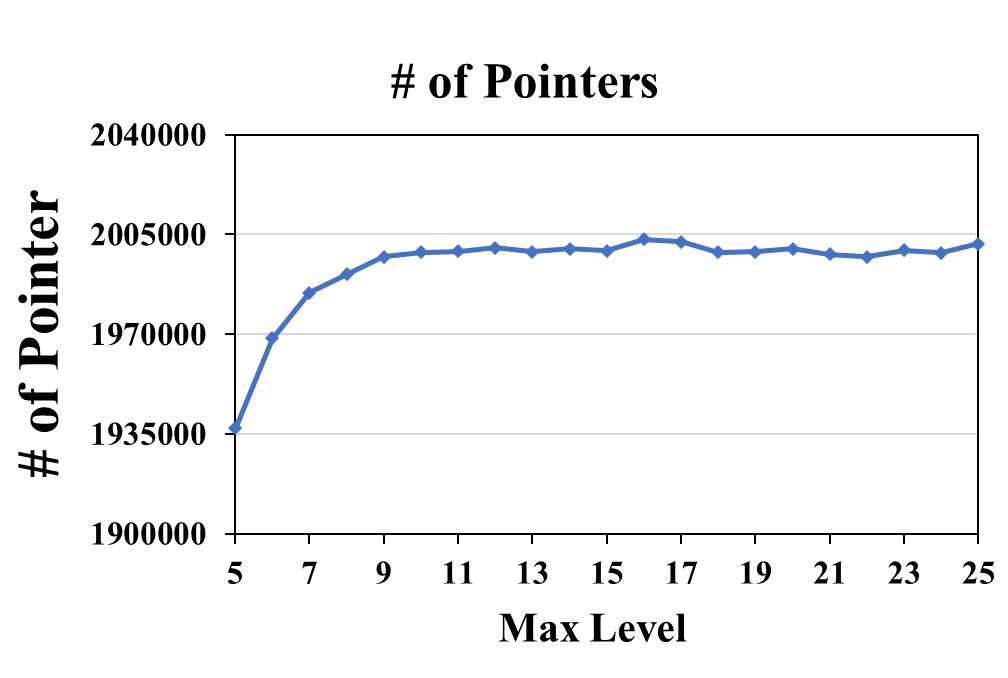 # of Pointers
# of Pointer
2040000
2005000
1970000
1935000
1900000
5 7 9 11 13 15 17 19 21 23 25
Max Level